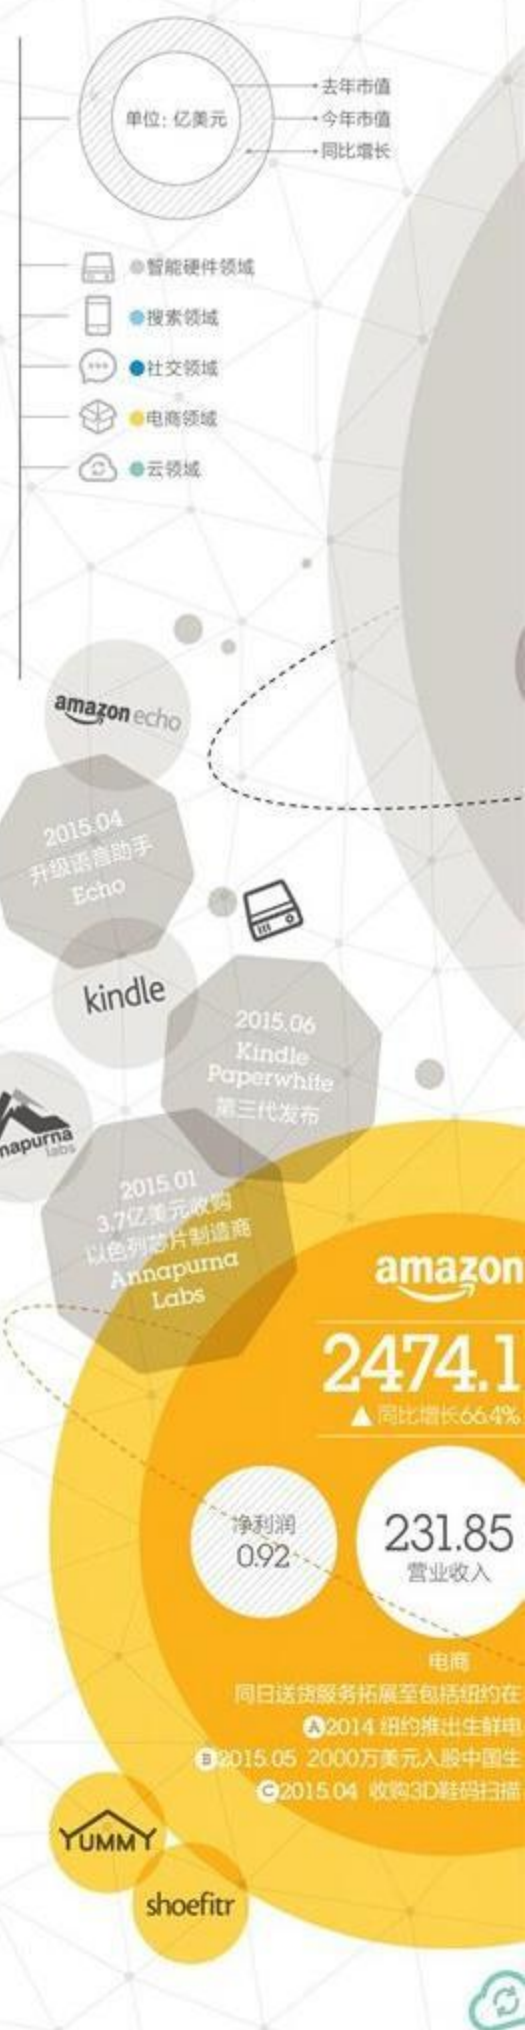 单位：亿美元
去年市值
今年市值
同比增长
智能硬件领域
搜索领域
社交领域
电商领域
云领域
amazon echo
2015.04
升级语音助手
Echo
kindle
2015.06
Kindle
Paperwhite
第三代发布
napurna
labs
2015.01
3.7亿美元收购
以色列芯片制造商
Annapurna
Labs
amazon
2474.1
▲同比增长66.4%
净利润
0.92
231.85
营业收入
电商
同日送货服务拓展至包括纽约在
A 2014 纽约推出生鲜电
B 2015.05 2000万美元入股中国生
C 2015.04 收购3D鞋码扫描
YUMMY
shoefitr